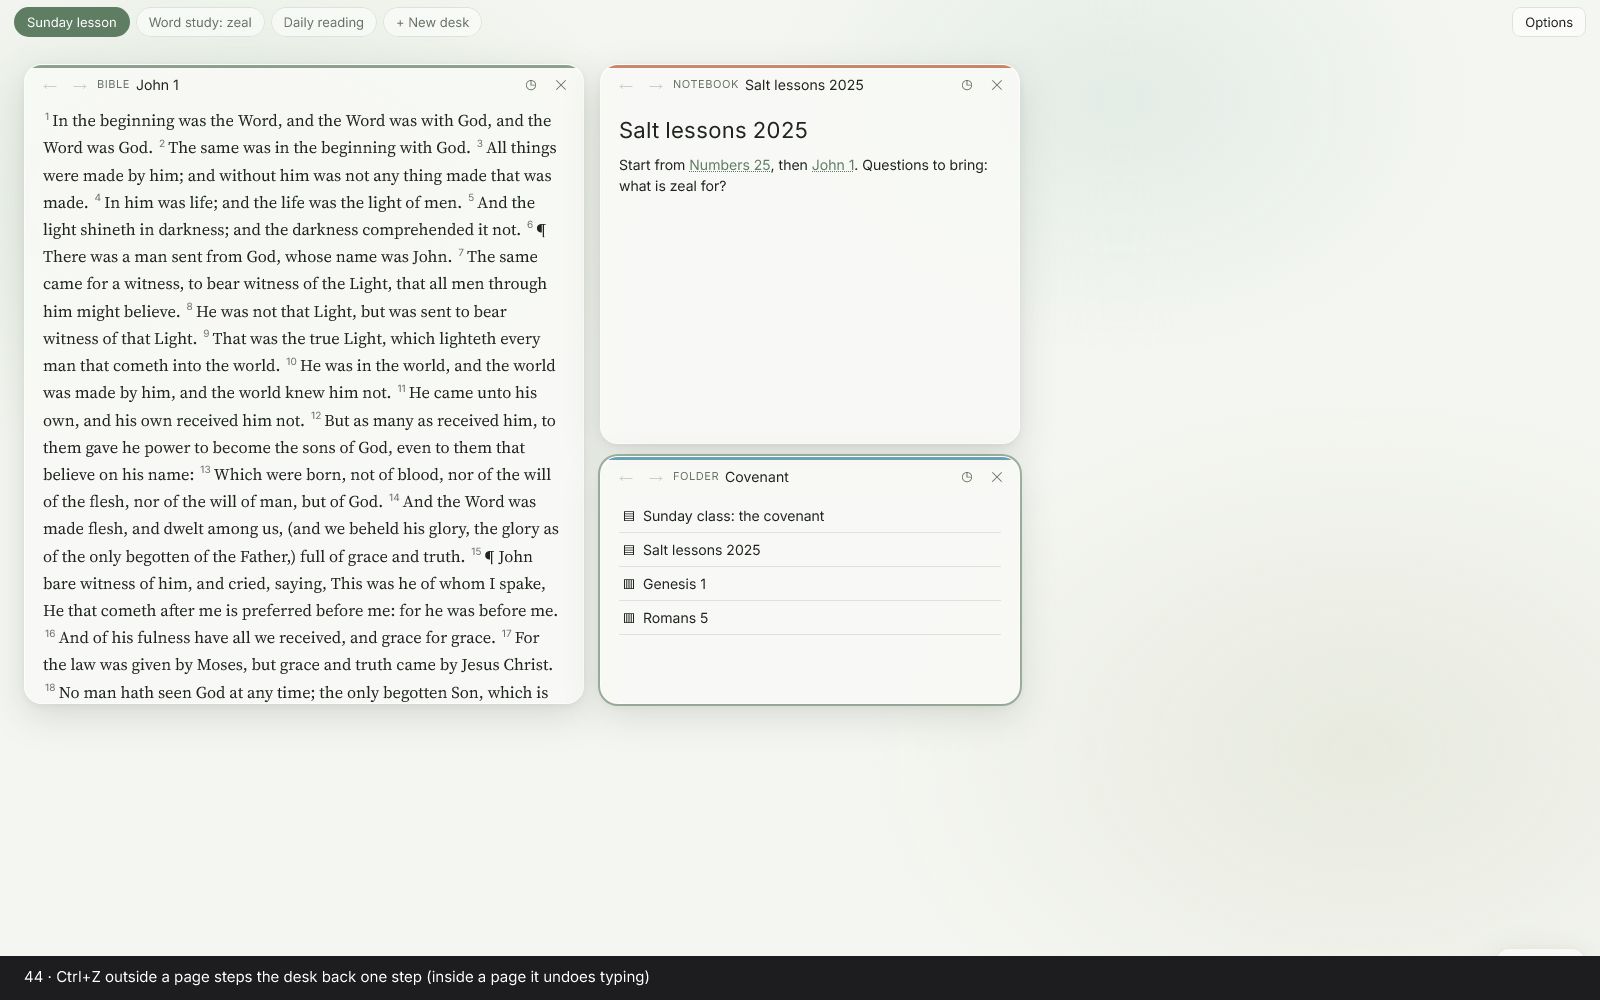 Sunday lesson
Word study: zeal
Daily reading
+ New desk
Options
← → BIBLE John 1
1 In the beginning was the Word, and the Word was with God, and the
Word was God. 2 The same was in the beginning with God. 3 All things
were made by him; and without him was not any thing made that was
made. 4 In him was life; and the life was the light of men. 5 And the
light shineth in darkness; and the darkness comprehended it not. 6 ¶
There was a man sent from God, whose name was John. 7 The same
came for a witness, to bear witness of the Light, that all men through
him might believe. 8 He was not that Light, but was sent to bear
witness of that Light. 9 That was the true Light, which lighteth every
man that cometh into the world. 10 He was in the world, and the world
was made by him, and the world knew him not. 11 He came unto his
own, and his own received him not. 12 But as many as received him, to
them gave he power to become the sons of God, even to them that
believe on his name: 13 Which were born, not of blood, nor of the will
of the flesh, nor of the will of man, but of God. 14 And the Word was
made flesh, and dwelt among us, (and we beheld his glory, the glory as
of the only begotten of the Father,) full of grace and truth. 15 ¶ John
bare witness of him, and cried, saying, This was he of whom I spake,
He that cometh after me is preferred before me: for he was before me.
16 And of his fulness have all we received, and grace for grace. 17 For
the law was given by Moses, but grace and truth came by Jesus Christ.
18 No man hath seen God at any time; the only begotten Son, which is
← → NOTEBOOK Salt lessons 2025
Salt lessons 2025
Start from Numbers 25, then John 1. Questions to bring:
what is zeal for?
← → FOLDER Covenant
Sunday class: the covenant
Salt lessons 2025
Genesis 1
Romans 5
44 · Ctrl+Z outside a page steps the desk back one step (inside a page it undoes typing)